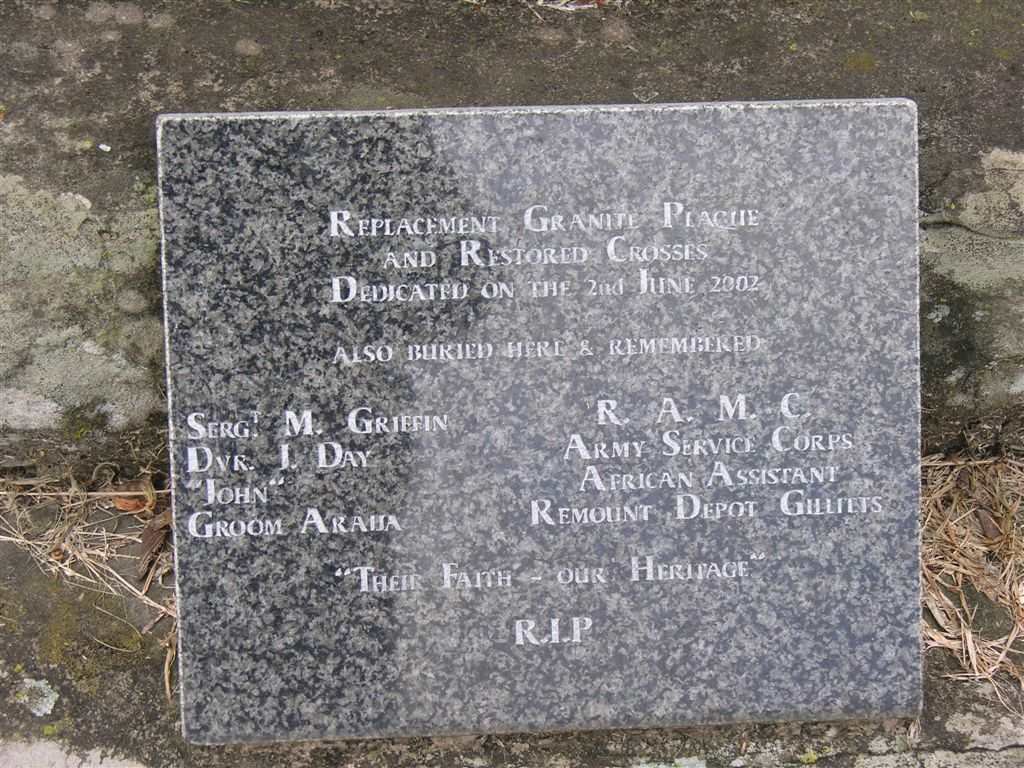 Replacement Granite Plaque
and Restored Crosses
Dedicated on the 2nd June 2002
also buried here & remembered
Sergt M. Griffin R. A. M. C.
Dvr. J. Day Army Service Corps
"John" African Assistant
Groom Araija Remount Depot Gillitts
"Their Faith - our Heritage"
R.I.P